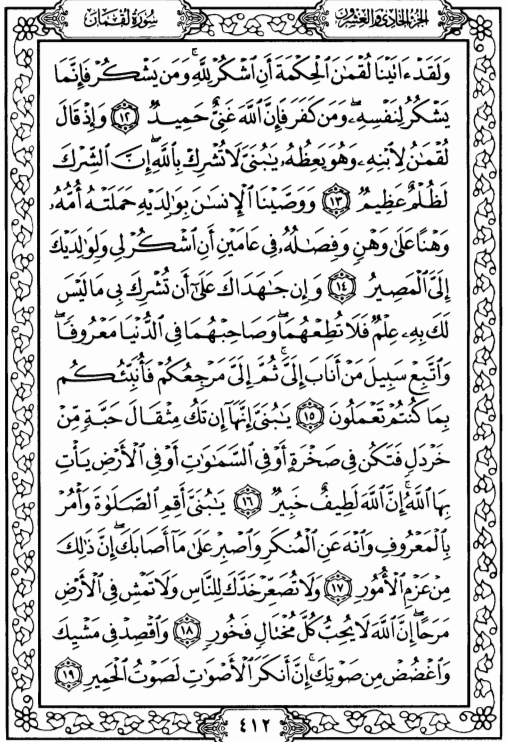 الجزء الحادي والعشرون
سورة لقمان
وَلَقَدْ ءَاتَيْنَا لُقْمَٰنَ ٱلْحِكْمَةَ أَنِ ٱشْكُرْ لِلَّهِ ۚ وَمَن يَشْكُرْ فَإِنَّمَا
يَشْكُرُ لِنَفْسِهِۦ ۖ وَمَن كَفَرَ فَإِنَّ ٱللَّهَ غَنِىٌّ حَمِيدٌ ١٢ وَإِذْ قَالَ
لُقْمَٰنُ لِٱبْنِهِۦ وَهُوَ يَعِظُهُۥ يَٰبُنَىَّ لَا تُشْرِكْ بِٱللَّهِ ۖ إِنَّ ٱلشِّرْكَ
لَظُلْمٌ عَظِيمٌ ١٣ وَوَصَّيْنَا ٱلْإِنسَٰنَ بِوَٰلِدَيْهِ حَمَلَتْهُ أُمُّهُۥ
وَهْنًا عَلَىٰ وَهْنٍ وَفِصَٰلُهُۥ فِى عَامَيْنِ أَنِ ٱشْكُرْ لِى وَلِوَٰلِدَيْكَ
إِلَىَّ ٱلْمَصِيرُ ١٤ وَإِن جَٰهَدَاكَ عَلَىٰٓ أَن تُشْرِكَ بِى مَا لَيْسَ
لَكَ بِهِۦ عِلْمٌ فَلَا تُطِعْهُمَا ۖ وَصَاحِبْهُمَا فِى ٱلدُّنْيَا مَعْرُوفًا ۖ
وَٱتَّبِعْ سَبِيلَ مَنْ أَنَابَ إِلَىَّ ۚ ثُمَّ إِلَىَّ مَرْجِعُكُمْ فَأُنَبِّئُكُم
بِمَا كُنتُمْ تَعْمَلُونَ ١٥ يَٰبُنَىَّ إِنَّهَآ إِن تَكُ مِثْقَالَ حَبَّةٍ مِّنْ
خَرْدَلٍ فَتَكُن فِى صَخْرَةٍ أَوْ فِى ٱلسَّمَٰوَٰتِ أَوْ فِى ٱلْأَرْضِ يَأْتِ
بِهَا ٱللَّهُ ۚ إِنَّ ٱللَّهَ لَطِيفٌ خَبِيرٌ ١٦ يَٰبُنَىَّ أَقِمِ ٱلصَّلَوٰةَ وَأْمُرْ
بِٱلْمَعْرُوفِ وَٱنْهَ عَنِ ٱلْمُنكَرِ وَٱصْبِرْ عَلَىٰ مَآ أَصَابَكَ ۖ إِنَّ ذَٰلِكَ
مِنْ عَزْمِ ٱلْأُمُورِ ١٧ وَلَا تُصَعِّرْ خَدَّكَ لِلنَّاسِ وَلَا تَمْشِ فِى ٱلْأَرْضِ
مَرَحًا ۖ إِنَّ ٱللَّهَ لَا يُحِبُّ كُلَّ مُخْتَالٍ فَخُورٍ ١٨ وَٱقْصِدْ فِى مَشْيِكَ
وَٱغْضُضْ مِن صَوْتِكَ ۚ إِنَّ أَنكَرَ ٱلْأَصْوَٰتِ لَصَوْتُ ٱلْحَمِيرِ ١٩
٤١٢